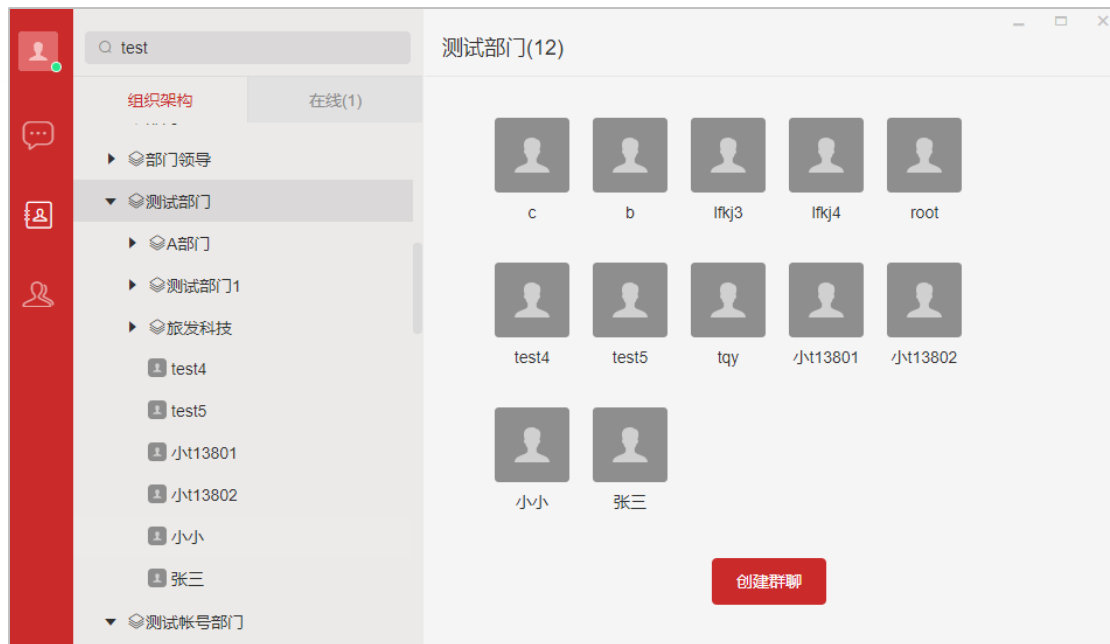 test
测试部门(12)
组织架构
在线(1)
部门领导
测试部门
A部门
测试部门1
旅发科技
test4
test5
小t13801
小t13802
小小
张三
测试帐号部门
c b lfkj3 lfkj4 root
test4 test5 tqy 小t13801 小t13802
小小 张三
创建群聊